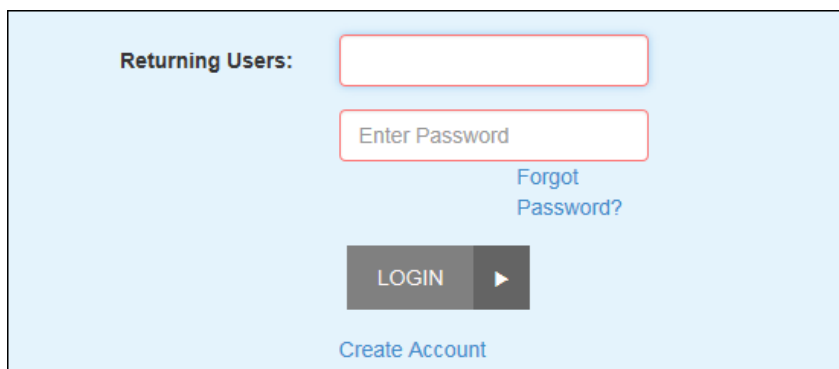 Returning Users:
Enter Password
Forgot
Password?
LOGIN
Create Account